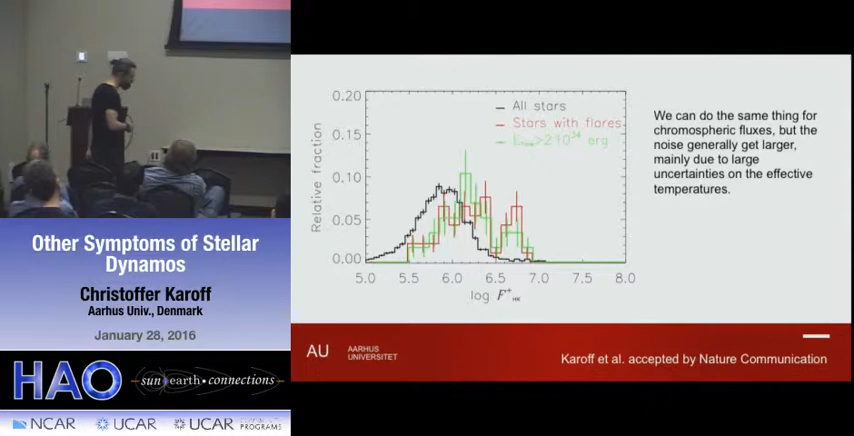 Other Symptoms of Stellar
Dynamos
Christoffer Karoff
Aarhus Univ., Denmark
January 28, 2016
HAO
sun earth • connections
NCAR
UCAR
UCAR
PROGRAMS
0.20
0.15
0.10
0.05
0.00
Relative fraction
All stars
Stars with flares
erg
5.0 5.5 6.0 6.5 7.0 7.5 8.0
log F⁺HK
We can do the same thing for
chromospheric fluxes, but the
noise generally get larger,
mainly due to large
uncertainties on the effective
temperatures.
AU
AARHUS
UNIVERSITET
Karoff et al. accepted by Nature Communication